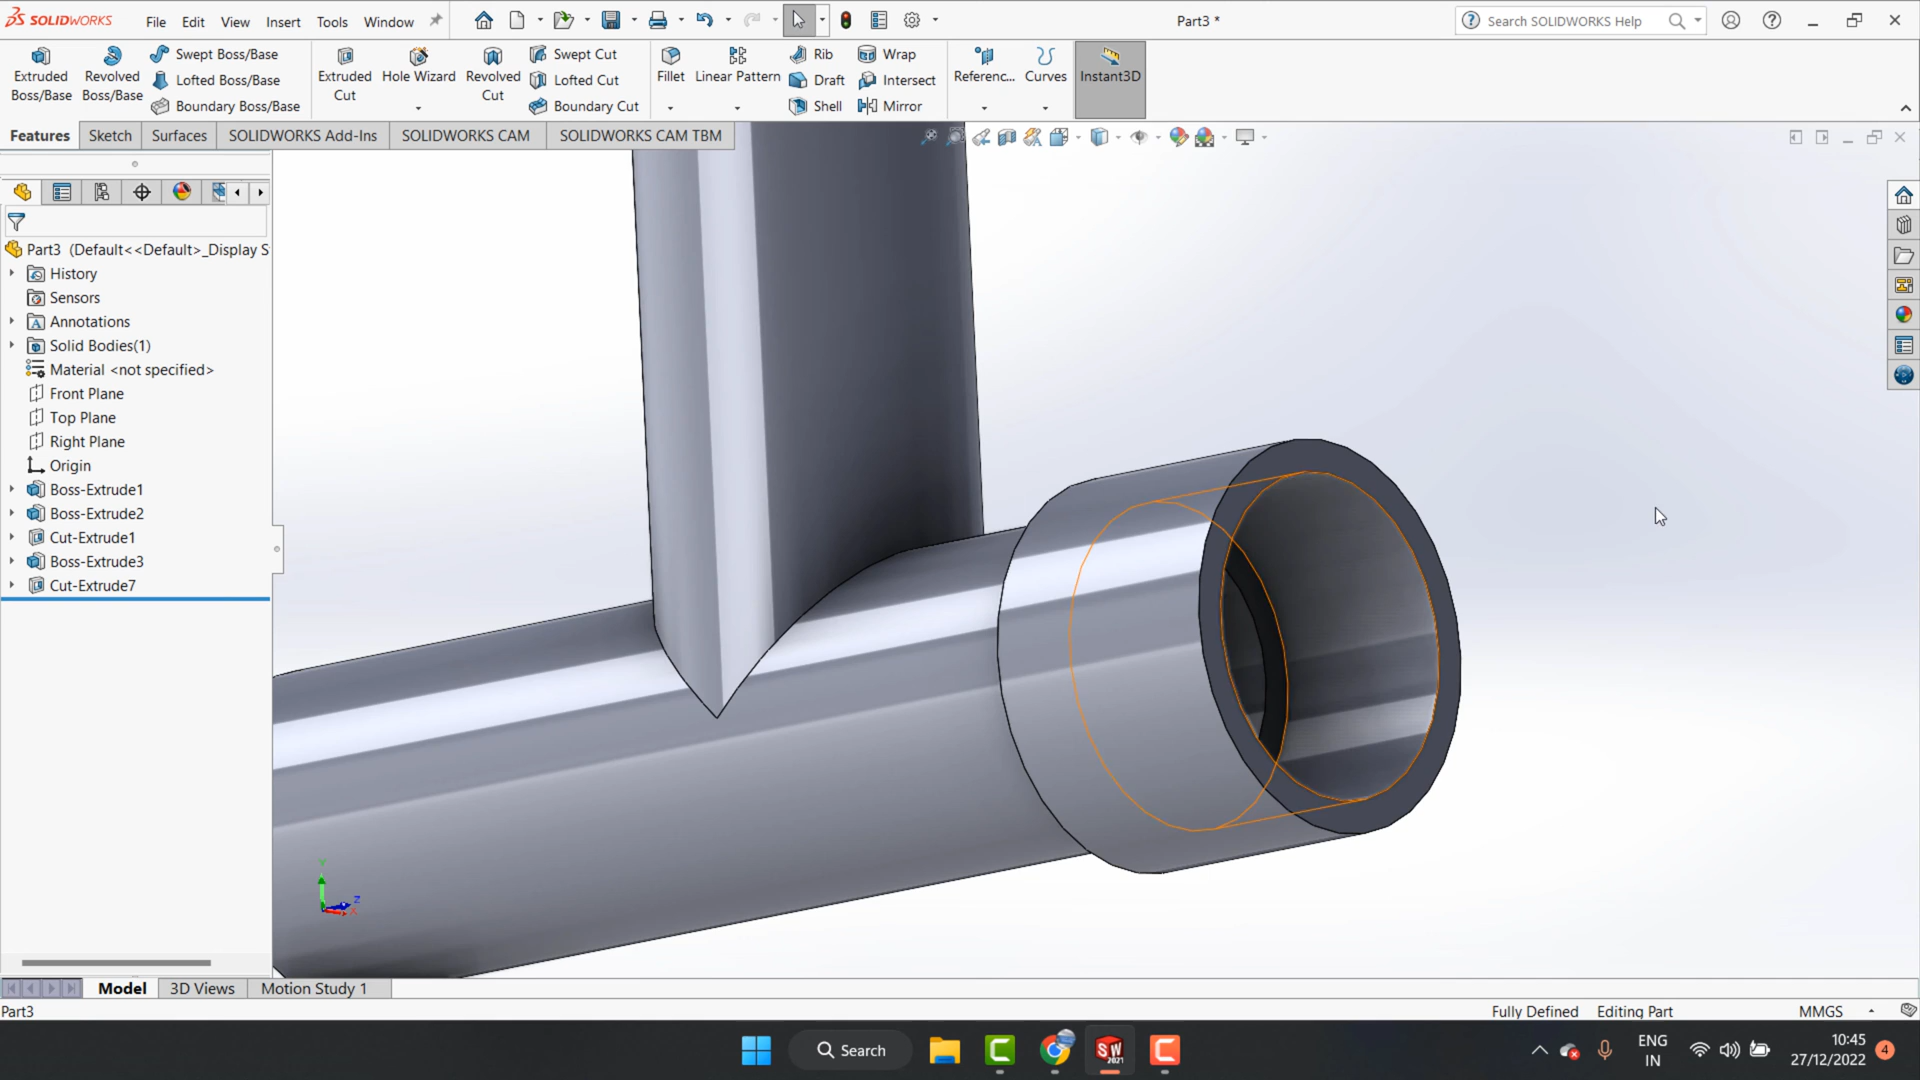 SOLIDWORKS
File Edit View Insert Tools Window
Part3 *
Search SOLIDWORKS Help
Extruded Boss/Base
Revolved Boss/Base
Swept Boss/Base
Lofted Boss/Base
Boundary Boss/Base
Extruded Cut
Hole Wizard
Revolved Cut
Swept Cut
Lofted Cut
Boundary Cut
Fillet
Linear Pattern
Rib
Draft
Shell
Wrap
Intersect
Mirror
Referenc...
Curves
Instant3D
Features Sketch Surfaces SOLIDWORKS Add-Ins SOLIDWORKS CAM SOLIDWORKS CAM TBM
Part3 (Default<<Default>_Display S
History
Sensors
Annotations
Solid Bodies(1)
Material <not specified>
Front Plane
Top Plane
Right Plane
Origin
Boss-Extrude1
Boss-Extrude2
Cut-Extrude1
Boss-Extrude3
Cut-Extrude7
Y
Z
X
Model 3D Views Motion Study 1
Part3
Fully Defined Editing Part MMGS
Search
SW
2021
ENG
IN
10:45
27/12/2022
4